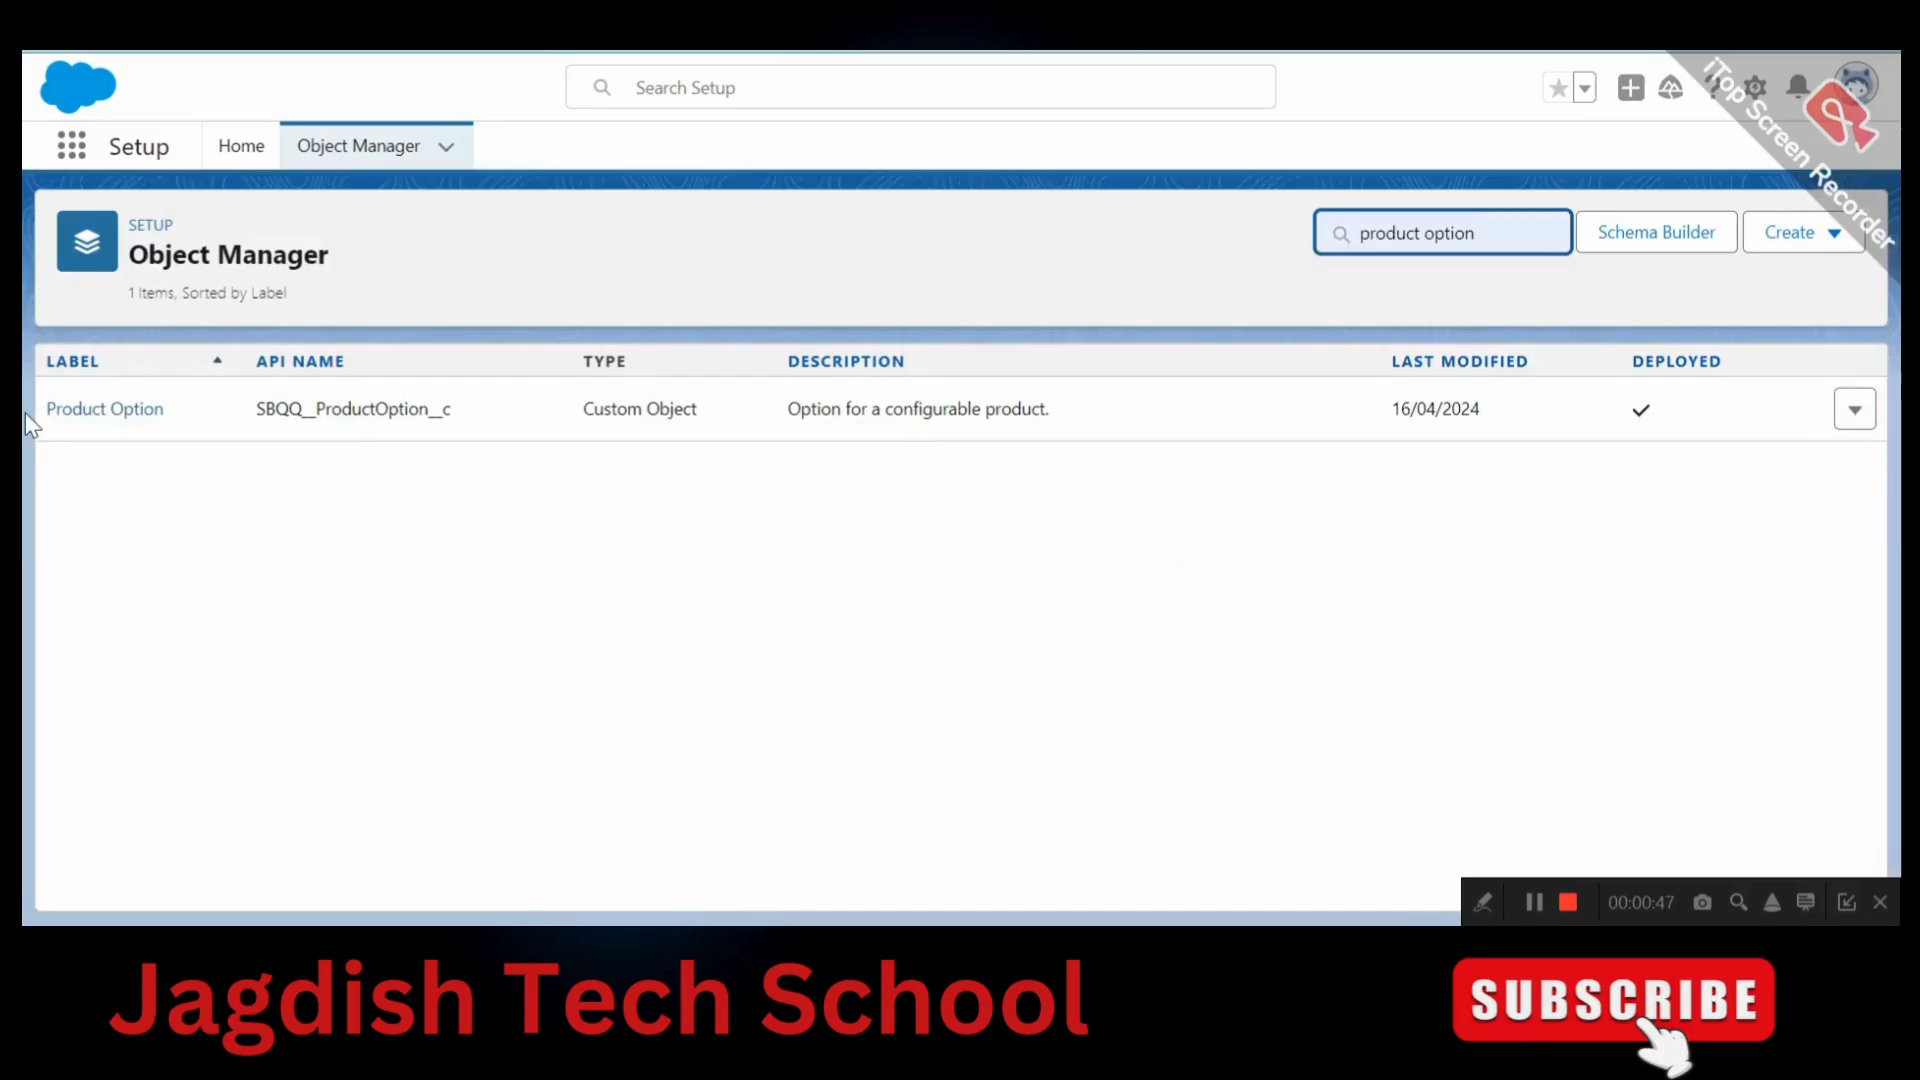 Search Setup
iTop Screen Recorder
Setup
Home
Object Manager
SETUP
Object Manager
1 Items, Sorted by Label
product option
Schema Builder
Create
LABEL API NAME TYPE DESCRIPTION LAST MODIFIED DEPLOYED
Product Option SBQQ__ProductOption__c Custom Object Option for a configurable product. 16/04/2024
00:00:47
Jagdish Tech School
SUBSCRIBE